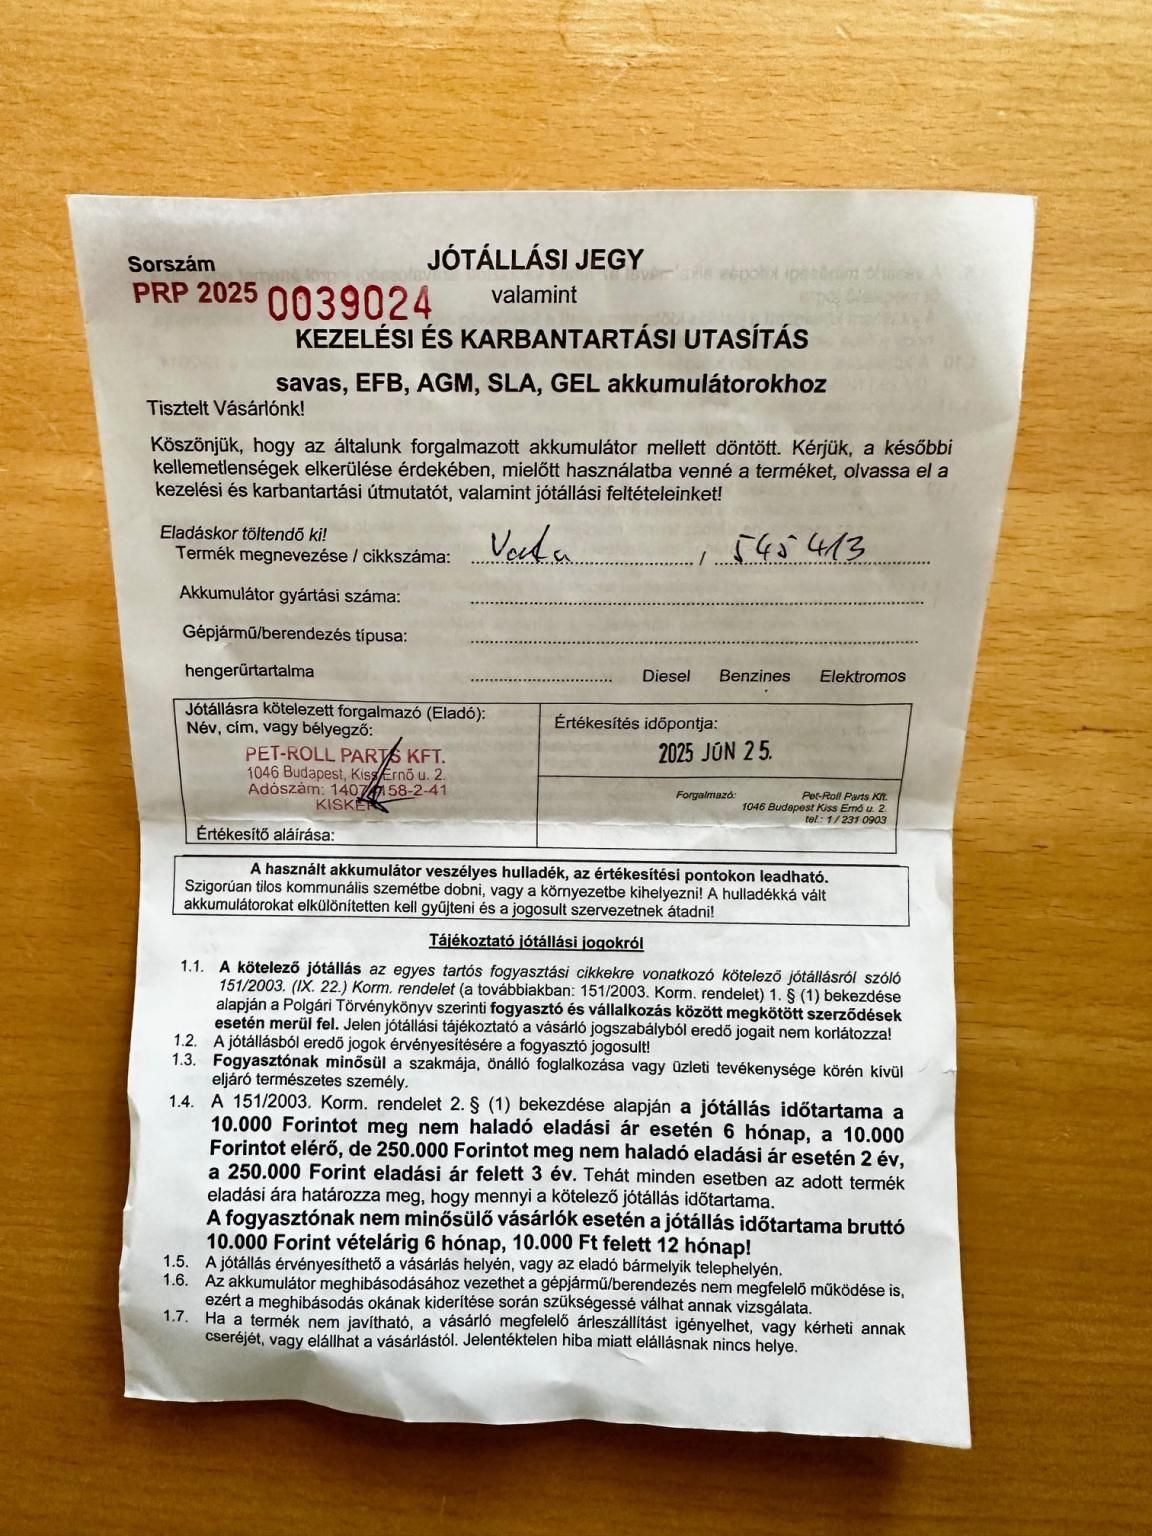 Sorszám
PRP 2025 0039024
JÓTÁLLÁSI JEGY
valamint
KEZELÉSI ÉS KARBANTARTÁSI UTASÍTÁS
savas, EFB, AGM, SLA, GEL akkumulátorokhoz
Tisztelt Vásárlónk!
Köszönjük, hogy az általunk forgalmazott akkumulátor mellett döntött. Kérjük, a későbbi
kellemetlenségek elkerülése érdekében, mielőtt használatba venné a terméket, olvassa el a
kezelési és karbantartási útmutatót, valamint jótállási feltételeinket!
Eladáskor töltendő ki!
Termék megnevezése / cikkszáma: / 545 413
Akkumulátor gyártási száma:
Gépjármű/berendezés típusa:
hengerűrtartalma Diesel Benzines Elektromos
Jótállásra kötelezett forgalmazó (Eladó):
Név, cím, vagy bélyegző:
PET-ROLL PARTS KFT.
1046 Budapest, Kiss Ernő u. 2.
Adószám:
Értékesítő aláírása:
Értékesítés időpontja:
2025 JÚN 25.
Forgalmazó: Pet-Roll Parts Kft.
1046 Budapest Kiss Ernő u. 2.
tel.: 1 / 231 0903
A használt akkumulátor veszélyes hulladék, az értékesítési pontokon leadható.
Szigorúan tilos kommunális szemétbe dobni, vagy a környezetbe kihelyezni! A hulladékká vált
akkumulátorokat elkülönítetten kell gyűjteni és a jogosult szervezetnek átadni!
Tájékoztató jótállási jogokról
1.1. A kötelező jótállás az egyes tartós fogyasztási cikkekre vonatkozó kötelező jótállásról szóló
151/2003. (IX. 22.) Korm. rendelet (a továbbiakban: 151/2003. Korm. rendelet) 1. § (1) bekezdése
alapján a Polgári Törvénykönyv szerinti fogyasztó és vállalkozás között megkötött szerződések
esetén merül fel. Jelen jótállási tájékoztató a vásárló jogszabályból eredő jogait nem korlátozza!
1.2. A jótállásból eredő jogok érvényesítésére a fogyasztó jogosult!
1.3. Fogyasztónak minősül a szakmája, önálló foglalkozása vagy üzleti tevékenysége körén kívül
eljáró természetes személy.
1.4. A 151/2003. Korm. rendelet 2. § (1) bekezdése alapján a jótállás időtartama a
10.000 Forintot meg nem haladó eladási ár esetén 6 hónap, a 10.000
Forintot elérő, de 250.000 Forintot meg nem haladó eladási ár esetén 2 év,
a 250.000 Forint eladási ár felett 3 év. Tehát minden esetben az adott termék
eladási ára határozza meg, hogy mennyi a kötelező jótállás időtartama.
A fogyasztónak nem minősülő vásárlók esetén a jótállás időtartama bruttó
10.000 Forint vételárig 6 hónap, 10.000 Ft felett 12 hónap!
1.5. A jótállás érvényesíthető a vásárlás helyén, vagy az eladó bármelyik telephelyén.
1.6. Az akkumulátor meghibásodásához vezethet a gépjármű/berendezés nem megfelelő működése is,
ezért a meghibásodás okának kiderítése során szükségessé válhat annak vizsgálata.
1.7. Ha a termék nem javítható, a vásárló megfelelő árleszállítást igényelhet, vagy kérheti annak
cseréjét, vagy elállhat a vásárlástól. Jelentéktelen hiba miatt elállásnak nincs helye.